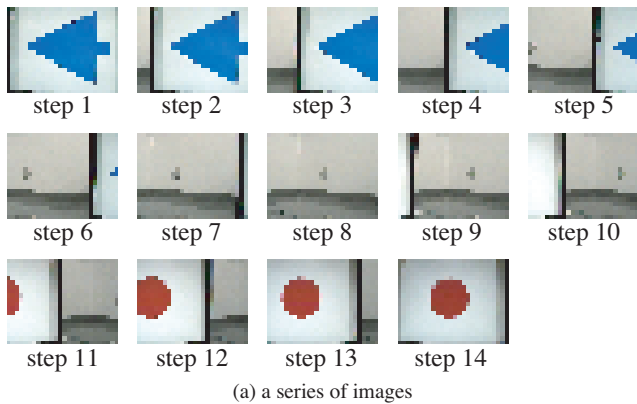 step 1 step 2 step 3 step 4 step 5
step 6 step 7 step 8 step 9 step 10
step 11 step 12 step 13 step 14
(a) a series of images